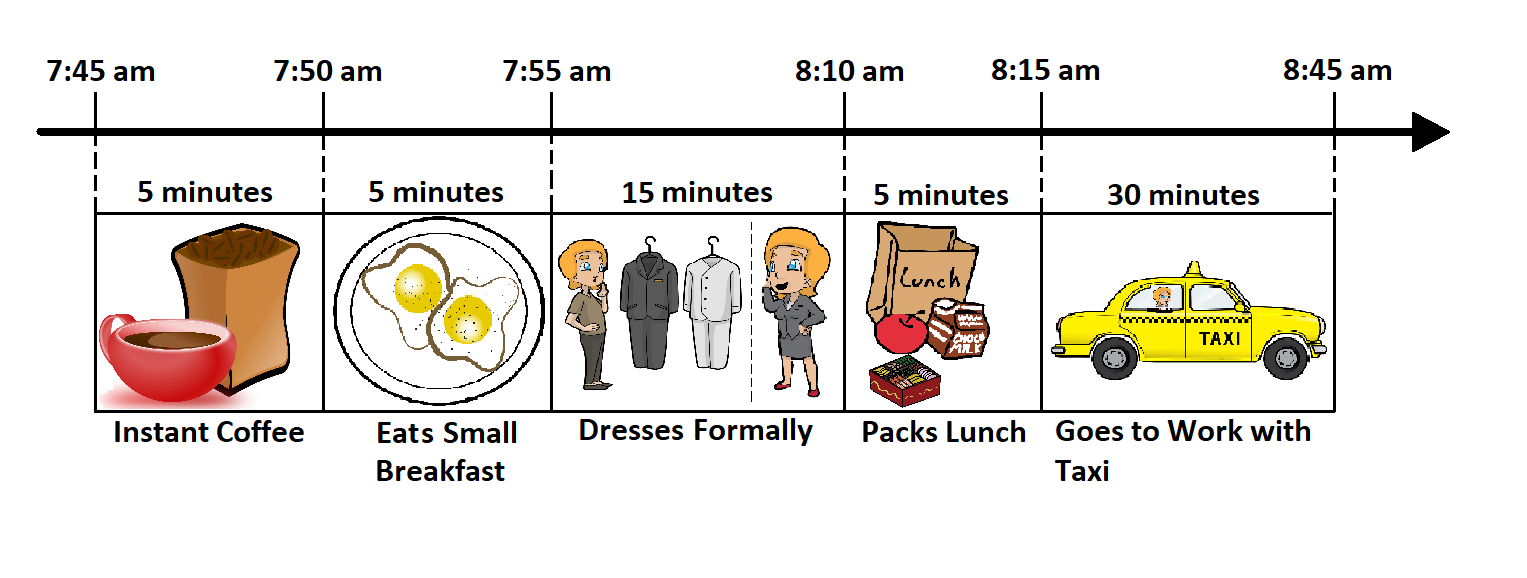 7:45 am 7:50 am 7:55 am 8:10 am 8:15 am 8:45 am
5 minutes 5 minutes 15 minutes 5 minutes 30 minutes
Lunch
CHOCO
MILK
TAXI
Instant Coffee
Eats Small
Breakfast
Dresses Formally
Packs Lunch
Goes to Work with
Taxi